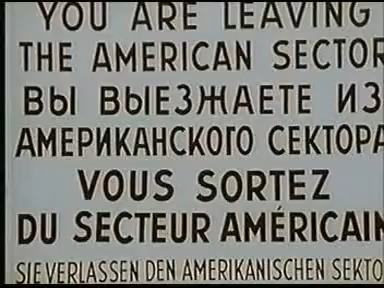 YOU ARE LEAVING
THE AMERICAN SECTOR
ВЫ ВЫЕЗЖАЕТЕ ИЗ
АМЕРИКАНСКОГО СЕКТОРА
VOUS SORTEZ
DU SECTEUR AMÉRICAIN
SIE VERLASSEN DEN AMERIKANISCHEN SEKTO